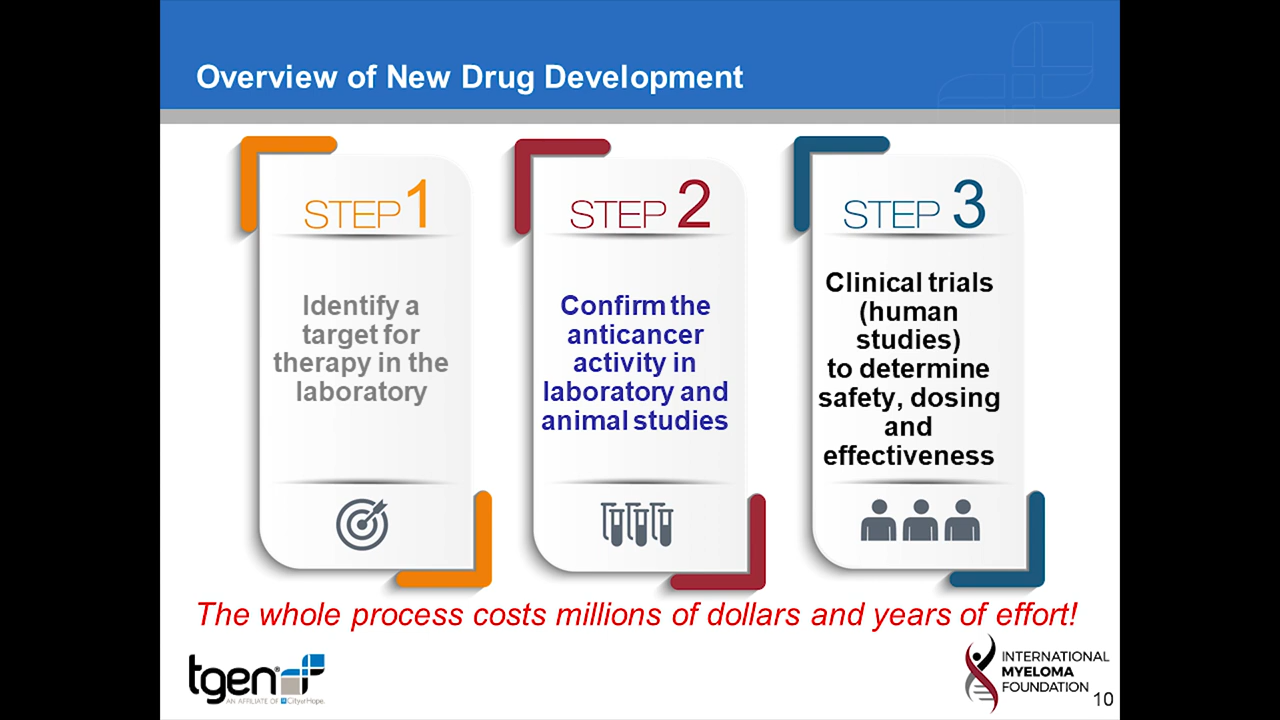 Overview of New Drug Development
STEP 1
Identify a
target for
therapy in the
laboratory
STEP 2
Confirm the
anticancer
activity in
laboratory and
animal studies
STEP 3
Clinical trials
(human
studies)
to determine
safety, dosing
and
effectiveness
The whole process costs millions of dollars and years of effort!
tgen®
AN AFFILIATE OF City of Hope.
INTERNATIONAL
MYELOMA
FOUNDATION
10